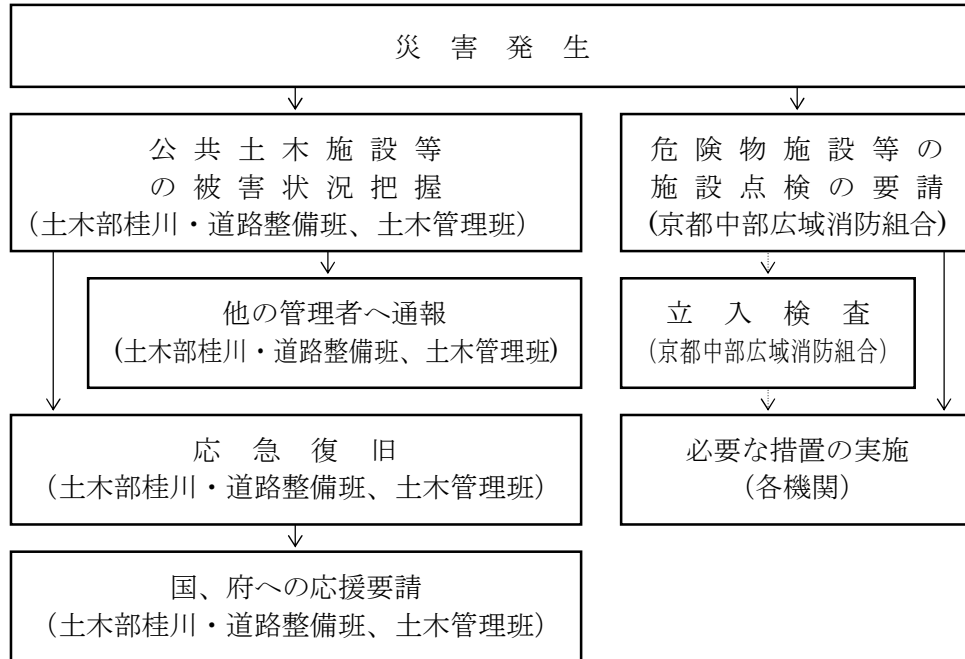 災害発生
公共土木施設等
の被害状況把握
（土木部桂川・道路整備班、土木管理班）
危険物施設等の
施設点検の要請
(京都中部広域消防組合)
他の管理者へ通報
(土木部桂川・道路整備班、土木管理班)
立入検査
（京都中部広域消防組合）
応急復旧
（土木部桂川・道路整備班、土木管理班）
必要な措置の実施
（各機関）
国、府への応援要請
（土木部桂川・道路整備班、土木管理班）